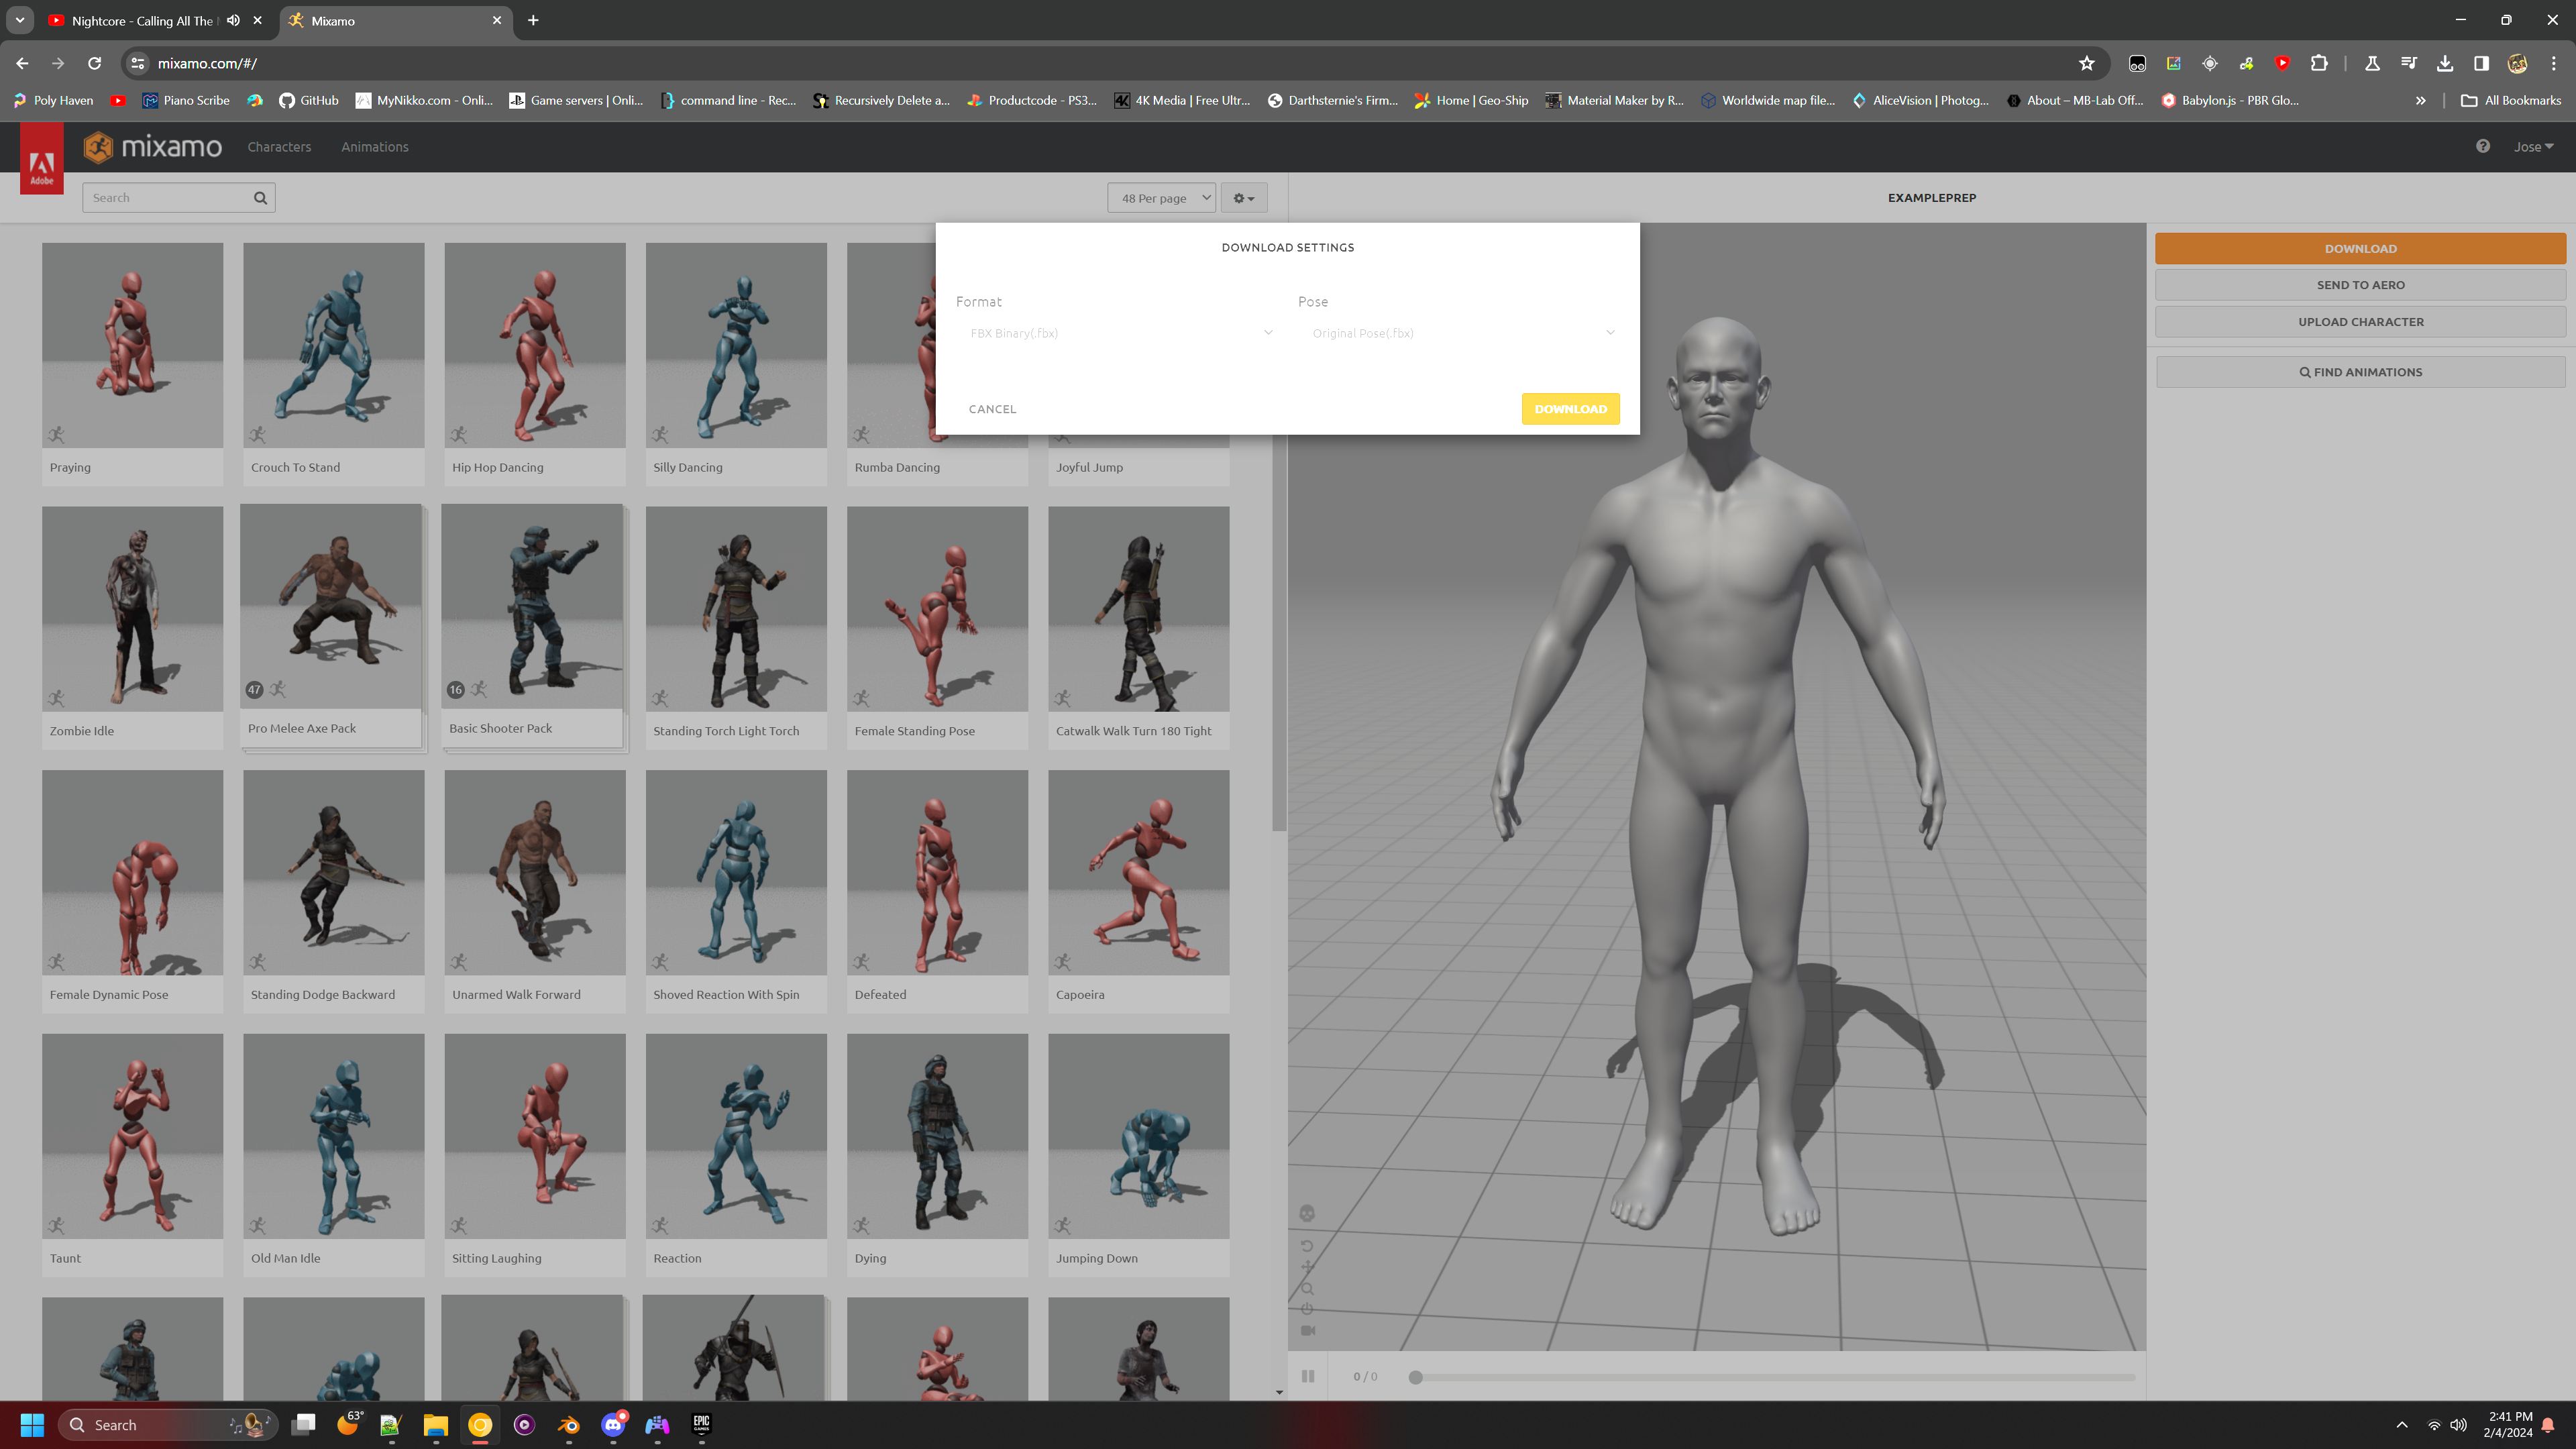 Nightcore - Calling All The
Mixamo
mixamo.com/#/
Poly Haven
Piano Scribe
GitHub
MyNikko.com - Onli...
Game servers | Onli...
command line - Rec...
Recursively Delete a...
Productcode - PS3...
4K Media | Free Ultr...
Darthsternie's Firm...
Home | Geo-Ship
Material Maker by R...
Worldwide map file...
AliceVision | Photog...
About – MB-Lab Off...
Babylon.js - PBR Glo...
All Bookmarks
Adobe
mixamo
Characters
Animations
Jose
Search
48 Per page
EXAMPLEPREP
DOWNLOAD SETTINGS
Format
Pose
FBX Binary(.fbx)
Original Pose(.fbx)
CANCEL
DOWNLOAD
DOWNLOAD
SEND TO AERO
UPLOAD CHARACTER
FIND ANIMATIONS
Praying
Crouch To Stand
Hip Hop Dancing
Silly Dancing
Rumba Dancing
Joyful Jump
47
16
Zombie Idle
Pro Melee Axe Pack
Basic Shooter Pack
Standing Torch Light Torch
Female Standing Pose
Catwalk Walk Turn 180 Tight
Female Dynamic Pose
Standing Dodge Backward
Unarmed Walk Forward
Shoved Reaction With Spin
Defeated
Capoeira
Taunt
Old Man Idle
Sitting Laughing
Reaction
Dying
Jumping Down
0 / 0
Search
63°
EPIC
GAMES
2:41 PM
2/4/2024